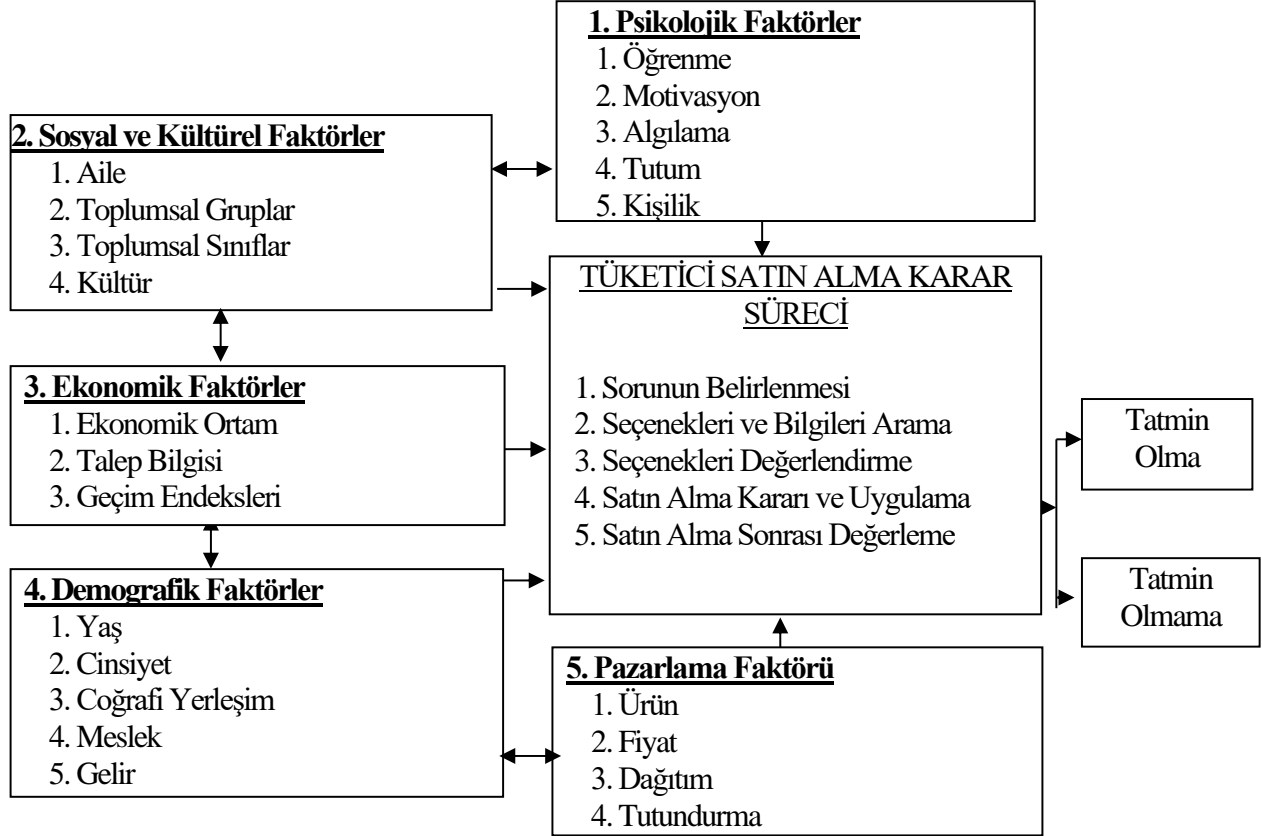 1. Psikolojik Faktörler
1. Öğrenme
2. Motivasyon
3. Algılama
4. Tutum
5. Kişilik
2. Sosyal ve Kültürel Faktörler
1. Aile
2. Toplumsal Gruplar
3. Toplumsal Sınıflar
4. Kültür
3. Ekonomik Faktörler
1. Ekonomik Ortam
2. Talep Bilgisi
3. Geçim Endeksleri
4. Demografik Faktörler
1. Yaş
2. Cinsiyet
3. Coğrafi Yerleşim
4. Meslek
5. Gelir
TÜKETİCİ SATIN ALMA KARAR
SÜRECİ
1. Sorunun Belirlenmesi
2. Seçenekleri ve Bilgileri Arama
3. Seçenekleri Değerlendirme
4. Satın Alma Kararı ve Uygulama
5. Satın Alma Sonrası Değerleme
5. Pazarlama Faktörü
1. Ürün
2. Fiyat
3. Dağıtım
4. Tutundurma
Tatmin
Olma
Tatmin
Olmama